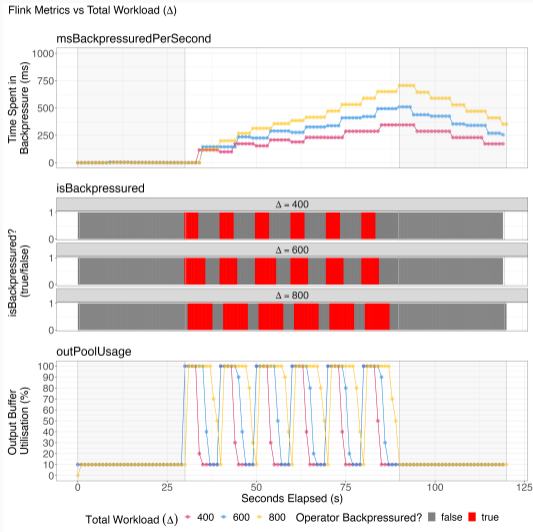 Flink Metrics vs Total Workload (Δ)
msBackpressuredPerSecond
Time Spent in
Backpressure (ms)
1000
750
500
250
0
isBackpressured
isBackpressured?
(true/false)
Δ = 400
1
0
Δ = 600
1
0
Δ = 800
1
0
outPoolUsage
Output Buffer
Utilisation (%)
100
90
80
70
60
50
40
30
20
10
0
0 25 50 75 100 125
Seconds Elapsed (s)
Total Workload (Δ) 400 600 800 Operator Backpressured? false true